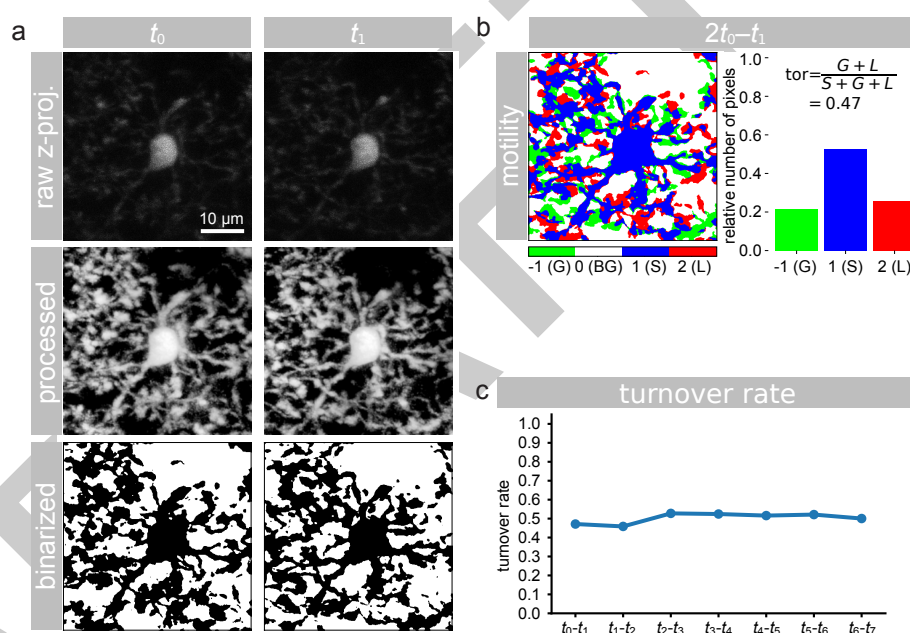 a
t0
t1
raw z-proj.
10 µm
processed
binarized
b
2t0–t1
motility
-1 (G) 0 (BG) 1 (S) 2 (L)
relative number of pixels
1.0
0.8
0.6
0.4
0.2
0.0
tor= G + L
S + G + L
= 0.47
-1 (G) 1 (S) 2 (L)
c
turnover rate
turnover rate
1.0
0.9
0.8
0.7
0.6
0.5
0.4
0.3
0.2
0.1
0.0
t0-t1 t1-t2 t2-t3 t3-t4 t4-t5 t5-t6 t6-t7